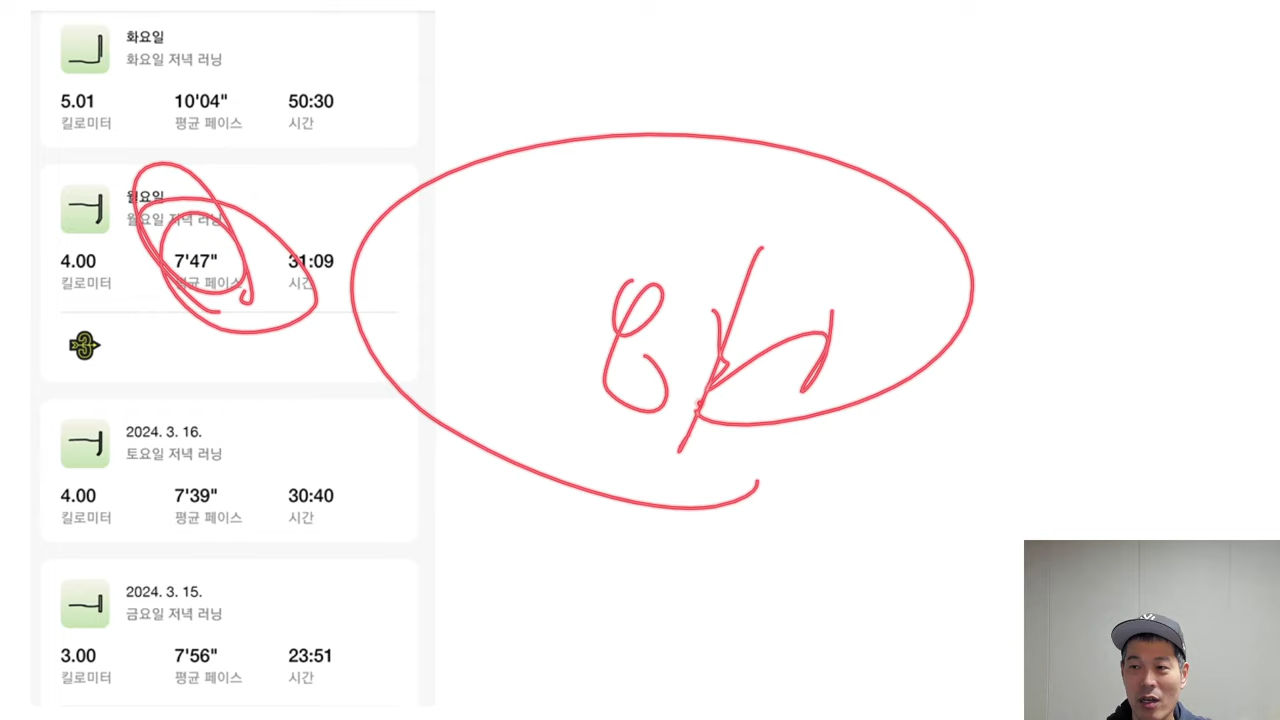 화요일
화요일 저녁 러닝
5.01 10'04" 50:30
킬로미터 평균 페이스 시간
월요일
월요일 저녁 러닝
4.00 7'47" 31:09
킬로미터 평균 페이스 시간
3
2024. 3. 16.
토요일 저녁 러닝
4.00 7'39" 30:40
킬로미터 평균 페이스 시간
2024. 3. 15.
금요일 저녁 러닝
3.00 7'56" 23:51
킬로미터 평균 페이스 시간